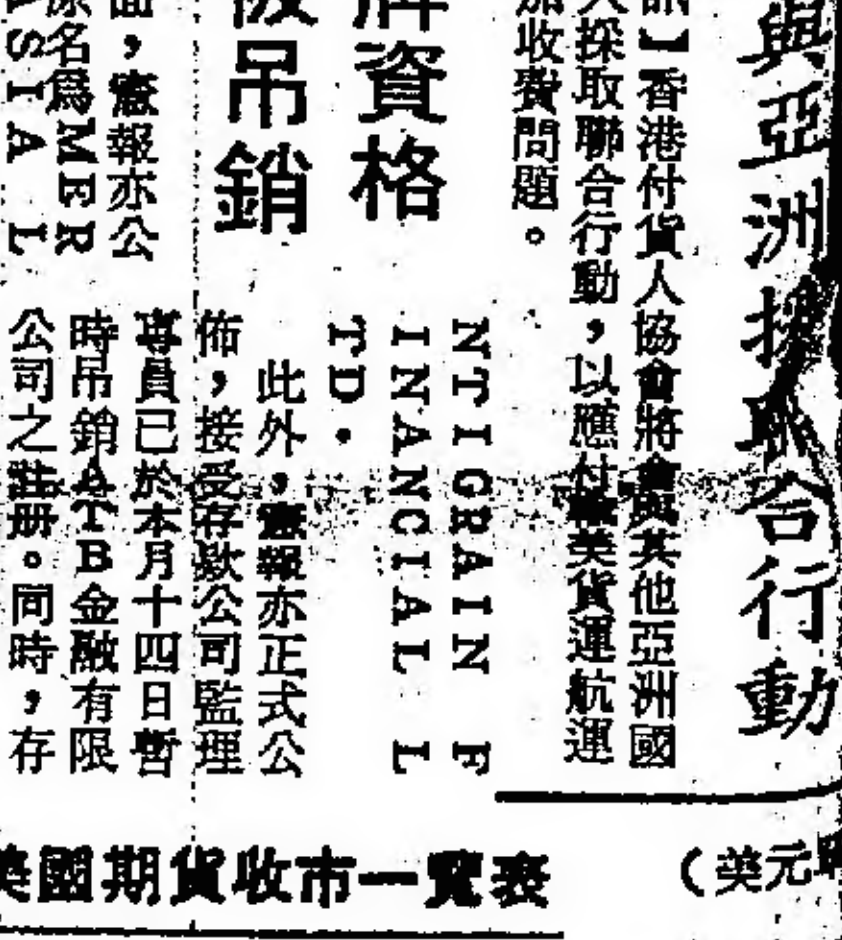 與亞洲採聯合行動
訊】香港付貨人協會將會與其他亞洲國
人採取聯合行動,以應付輸美貨運航運
加收費問題。
牌資格
被吊銷
NTIGRAIN F
INANCIAL L
TD.
此外,憲報亦正式公
佈,接受存款公司監理
專員已於本月十四日暫
時吊銷ATB金融有限
公司之註册。同時,存
面,憲報亦公
原名爲MER
ASIA L
美國期貨收市一覽表
(美元